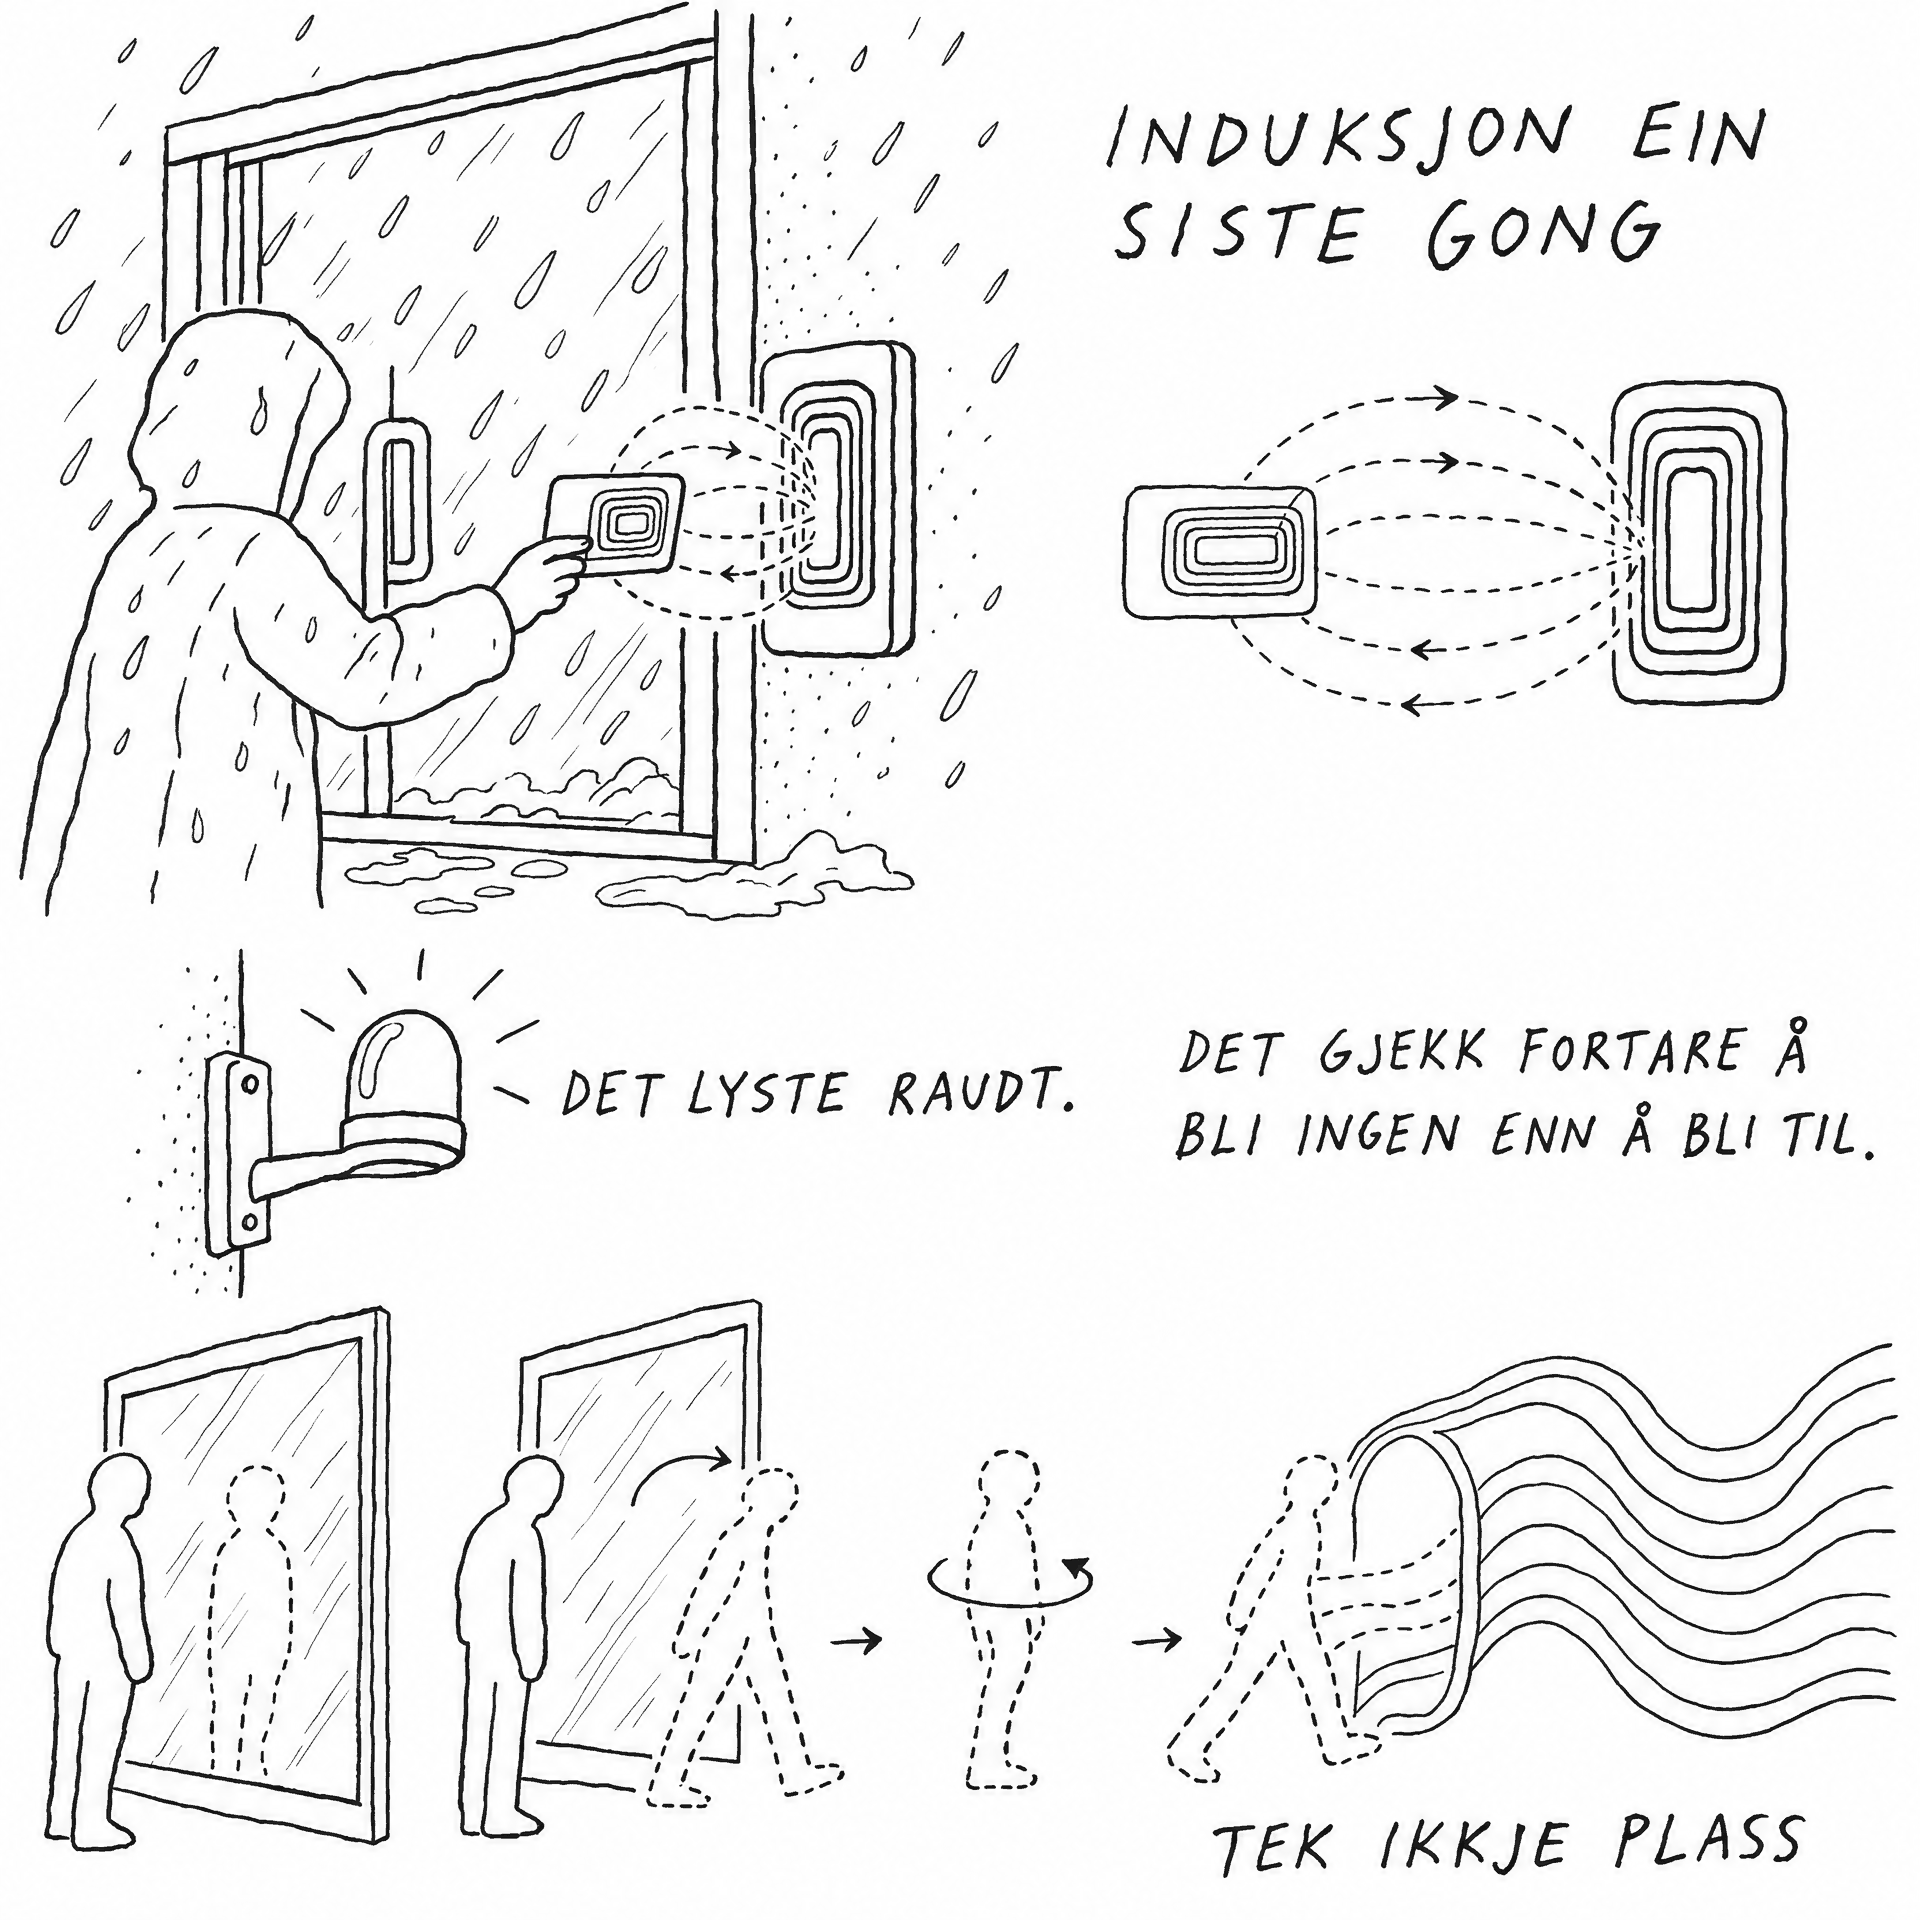 INDUKSJON EIN
SISTE GONG
DET LYSTE RAUDT.
DET GJEKK FORTARE Å
BLI INGEN ENN Å BLI TIL.
TEK IKKJE PLASS